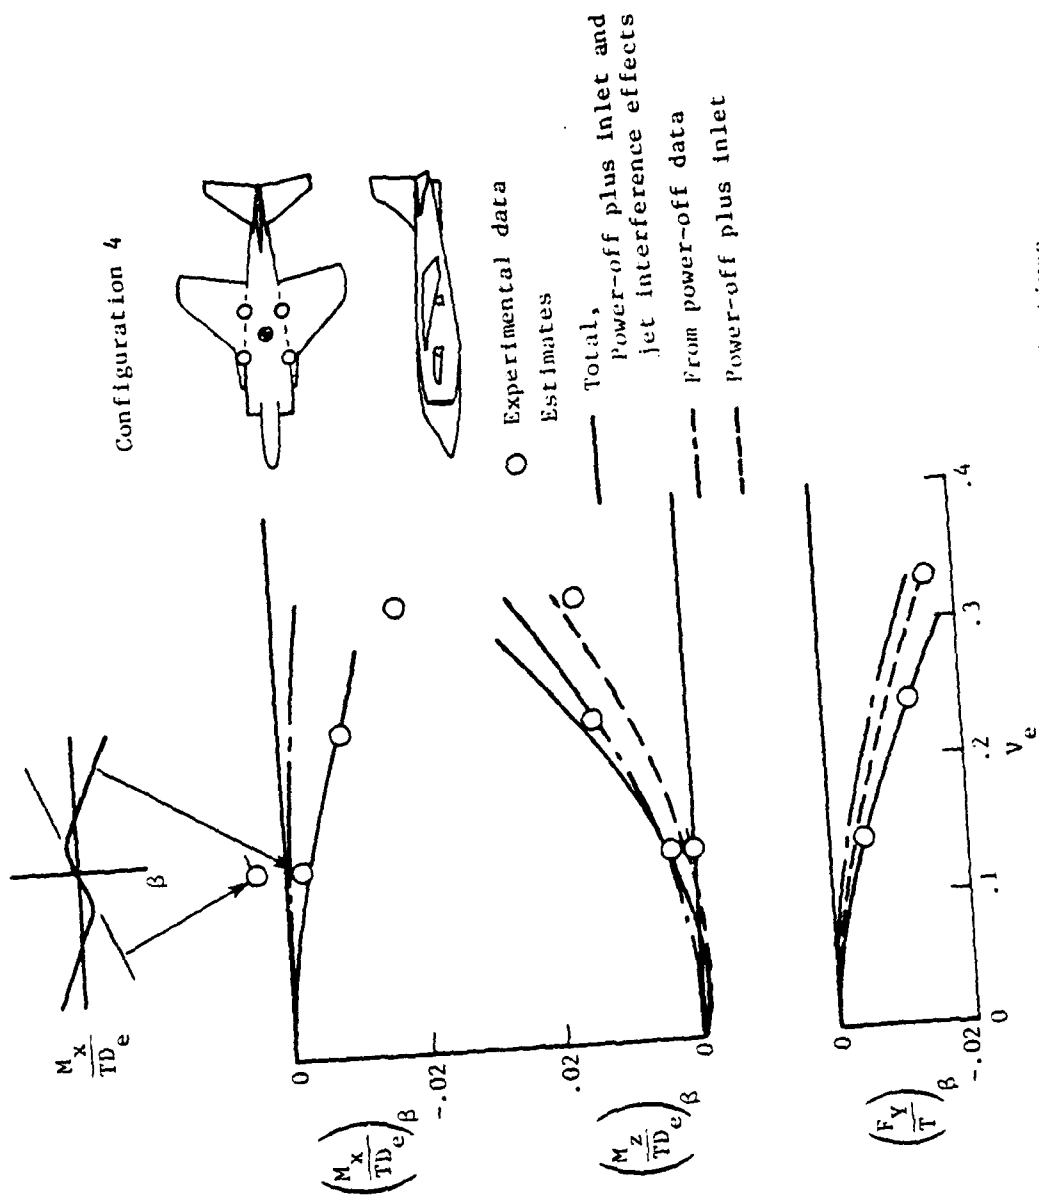 Configuration 4
Experimental data
Estimates
Total,
Power-off plus inlet and
jet interference effects
From power-off data
Power-off plus inlet
M_x
TD_e
β
0
-.02
(M_x / TD_e)_β
.02
0
(M_z / TD_e)_β
0
-.02
(F_Y / T)_β
0
.1
.2
.3
.4
V_e